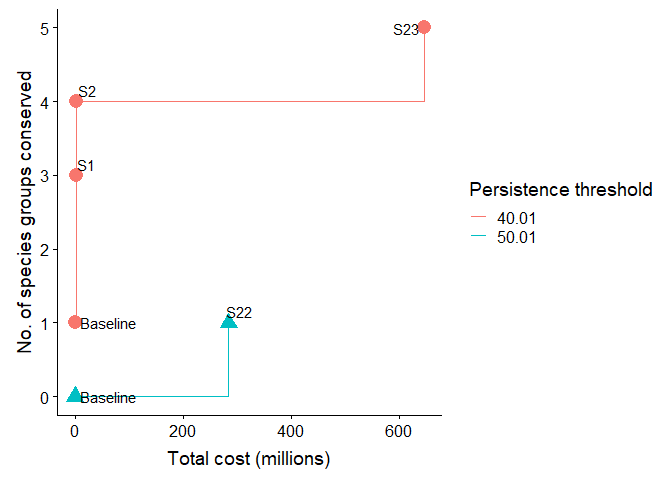 S23
5
S2
4
S1
3
2
S22
Baseline
1
Baseline
0
0
200
400
600
Total cost (millions)
No. of species groups conserved
Persistence threshold
40.01
50.01